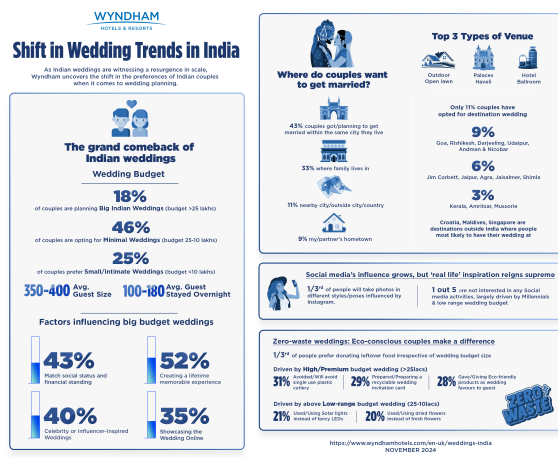 WYNDHAM
HOTELS & RESORTS
Shift in Wedding Trends in India
As Indian weddings are witnessing a resurgence in scale,
Wyndham uncovers the shift in the preferences of Indian couples
when it comes to wedding planning.
The grand comeback of
Indian weddings
Wedding Budget
18%
of couples are planning Big Indian Weddings (budget >25 lakhs)
46%
of couples are opting for Minimal Weddings (budget 25-10 lakhs)
25%
of couples prefer Small/Intimate Weddings (budget <10 lakhs)
350-400 Avg.
Guest Size
100-180 Avg. Guest
Stayed Overnight
Factors influencing big budget weddings
43%
Match social status and
financial standing
52%
Creating a lifetime
memorable experience
40%
Celebrity or Influencer-Inspired
Weddings
35%
Showcasing the
Wedding Online
Where do couples want
to get married?
43% couples got/planning to get
married within the same city they live
33% where family lives in
11% nearby city/outside city/country
9% my/partner's hometown
Top 3 Types of Venue
Outdoor
Open lawn
Palaces
Haveli
Hotel
Ballroom
Only 11% couples have
opted for destination wedding
9%
Goa, Rishikesh, Darjeeling, Udaipur,
Andman & Nicobar
6%
Jim Corbett, Jaipur, Agra, Jaisalmer, Shimla
3%
Kerala, Amritsar, Mussorie
Croatia, Maldives, Singapore are
destinations outside India where people
most likely to have their wedding at
Social media's influence grows, but 'real life' inspiration reigns supreme
1/3rd of people will take photos in
different styles/poses influenced by
Instagram.
1 out 5 are not interested in any Social
media activities, largely driven by Millennials
& low range wedding budget
Zero-waste weddings: Eco-conscious couples make a difference
1/3rd of people prefer donating leftover food irrespective of wedding budget size
Driven by High/Premium budget wedding (>25lacs)
31% Avoided/Will avoid
single use plastic
cutlery
29% Prepared/Preparing a
recyclable wedding
invitation card
28% Gave/Giving Eco-friendly
products as wedding
favours to guest
Driven by above Low-range budget wedding (25-10lacs)
21% Used/Using Solar lights
instead of fancy LEDs
20% Used/Using dried flowers
instead of fresh flowers
ZERO
WASTE!
https://www.wyndhamhotels.com/en-uk/weddings-india
NOVEMBER 2024